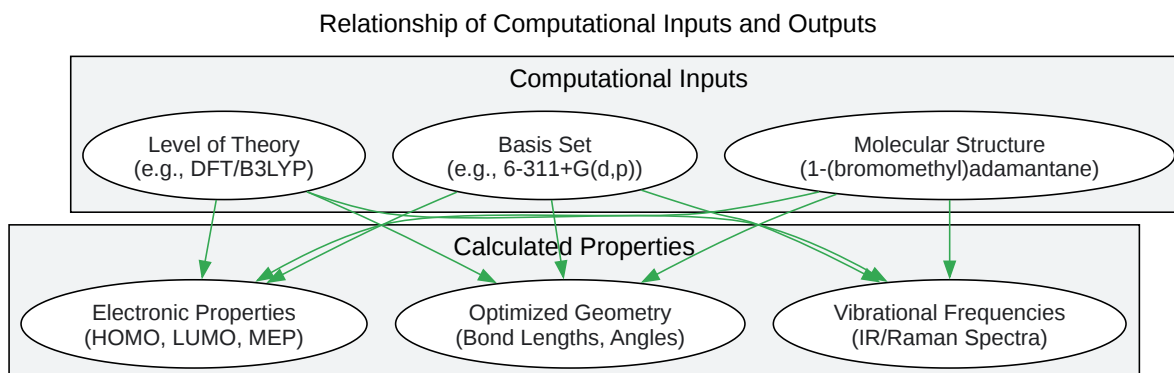 Relationship of Computational Inputs and Outputs
Computational Inputs
Level of Theory
(e.g., DFT/B3LYP)
Basis Set
(e.g., 6-311+G(d,p))
Molecular Structure
(1-(bromomethyl)adamantane)
Calculated Properties
Electronic Properties
(HOMO, LUMO, MEP)
Optimized Geometry
(Bond Lengths, Angles)
Vibrational Frequencies
(IR/Raman Spectra)